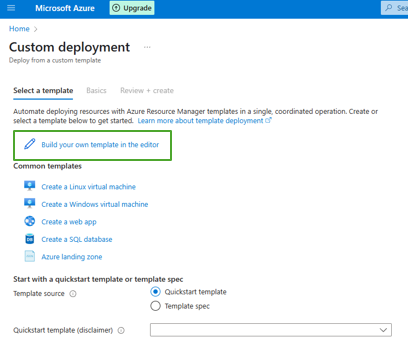 Microsoft Azure
Upgrade
Sea
Home
Custom deployment
Deploy from a custom template
Select a template Basics Review + create
Automate deploying resources with Azure Resource Manager templates in a single, coordinated operation. Create or
select a template below to get started. Learn more about template deployment
Build your own template in the editor
Common templates
Create a Linux virtual machine
Create a Windows virtual machine
Create a web app
Create a SQL database
Azure landing zone
Start with a quickstart template or template spec
Template source
Quickstart template
Template spec
Quickstart template (disclaimer)